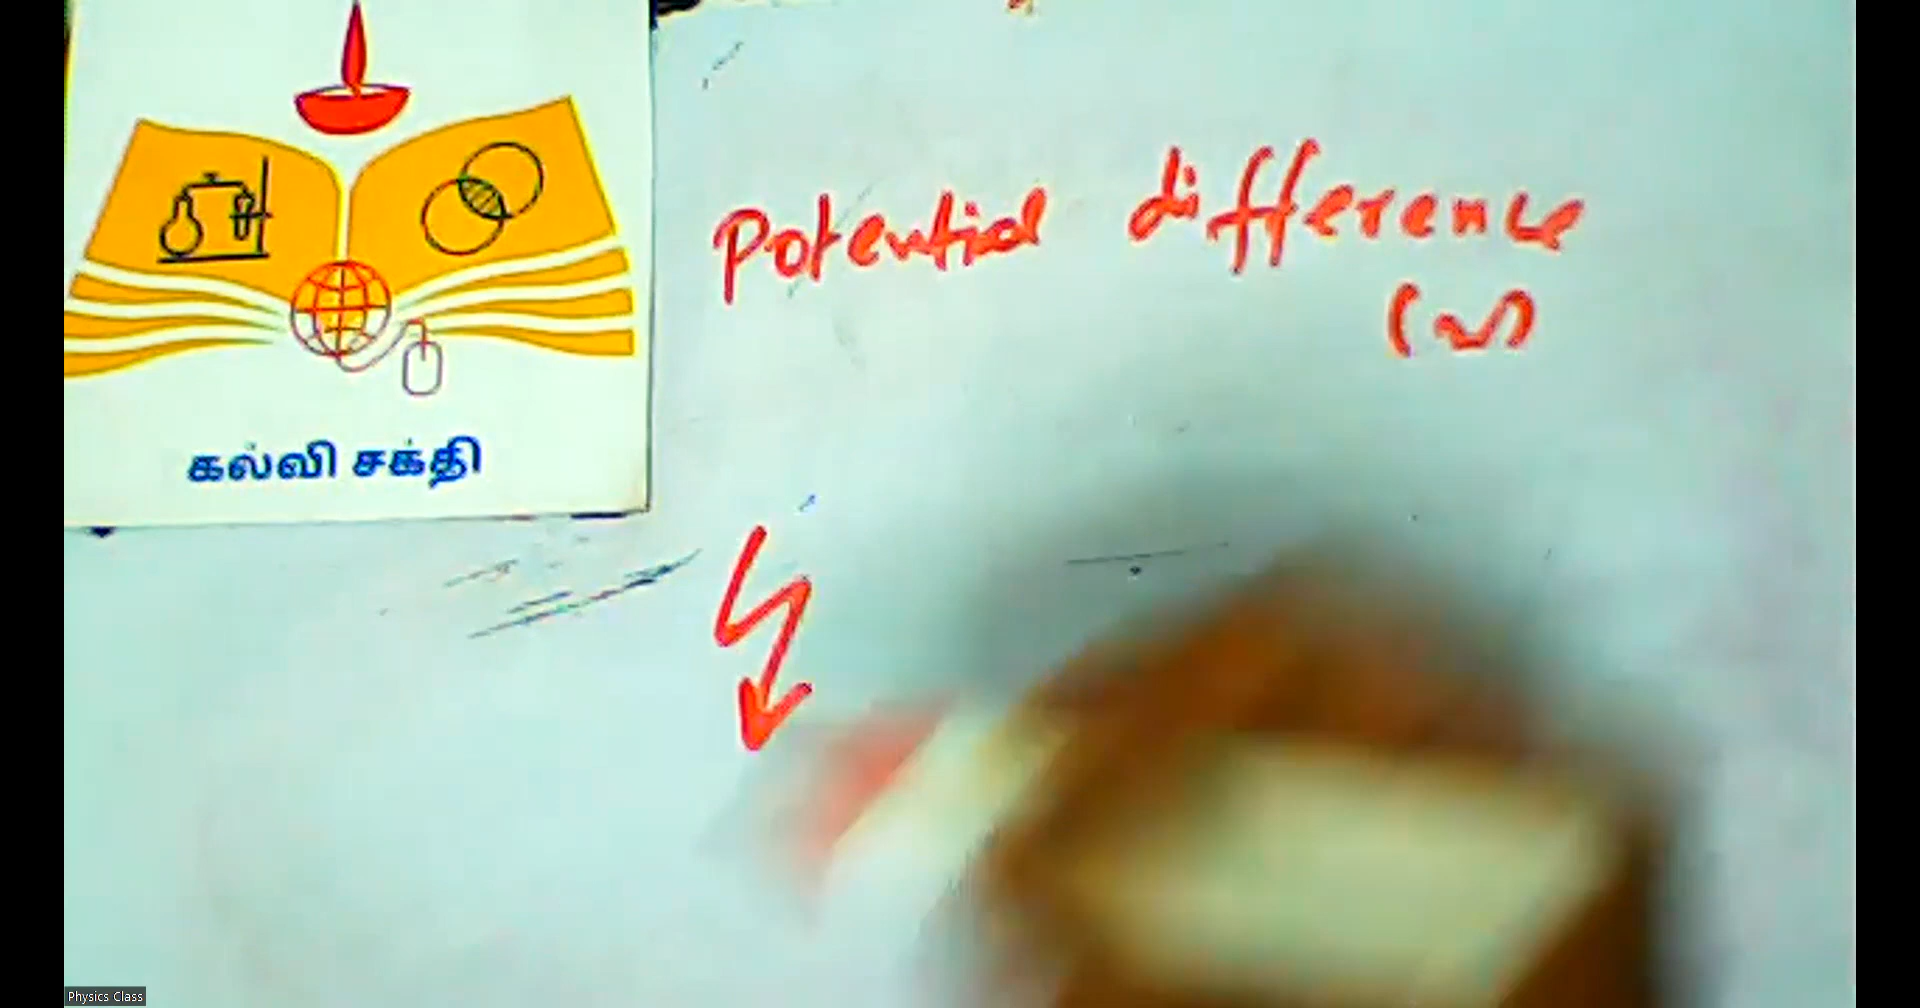 கல்வி சக்தி
Potential difference
(v)
Physics Class